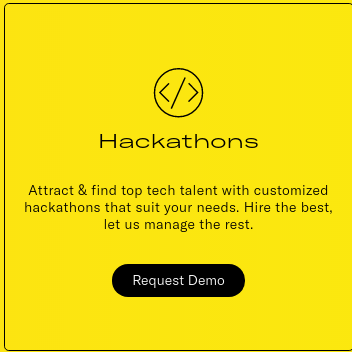 Hackathons
Attract & find top tech talent with customized
hackathons that suit your needs. Hire the best,
let us manage the rest.
Request Demo